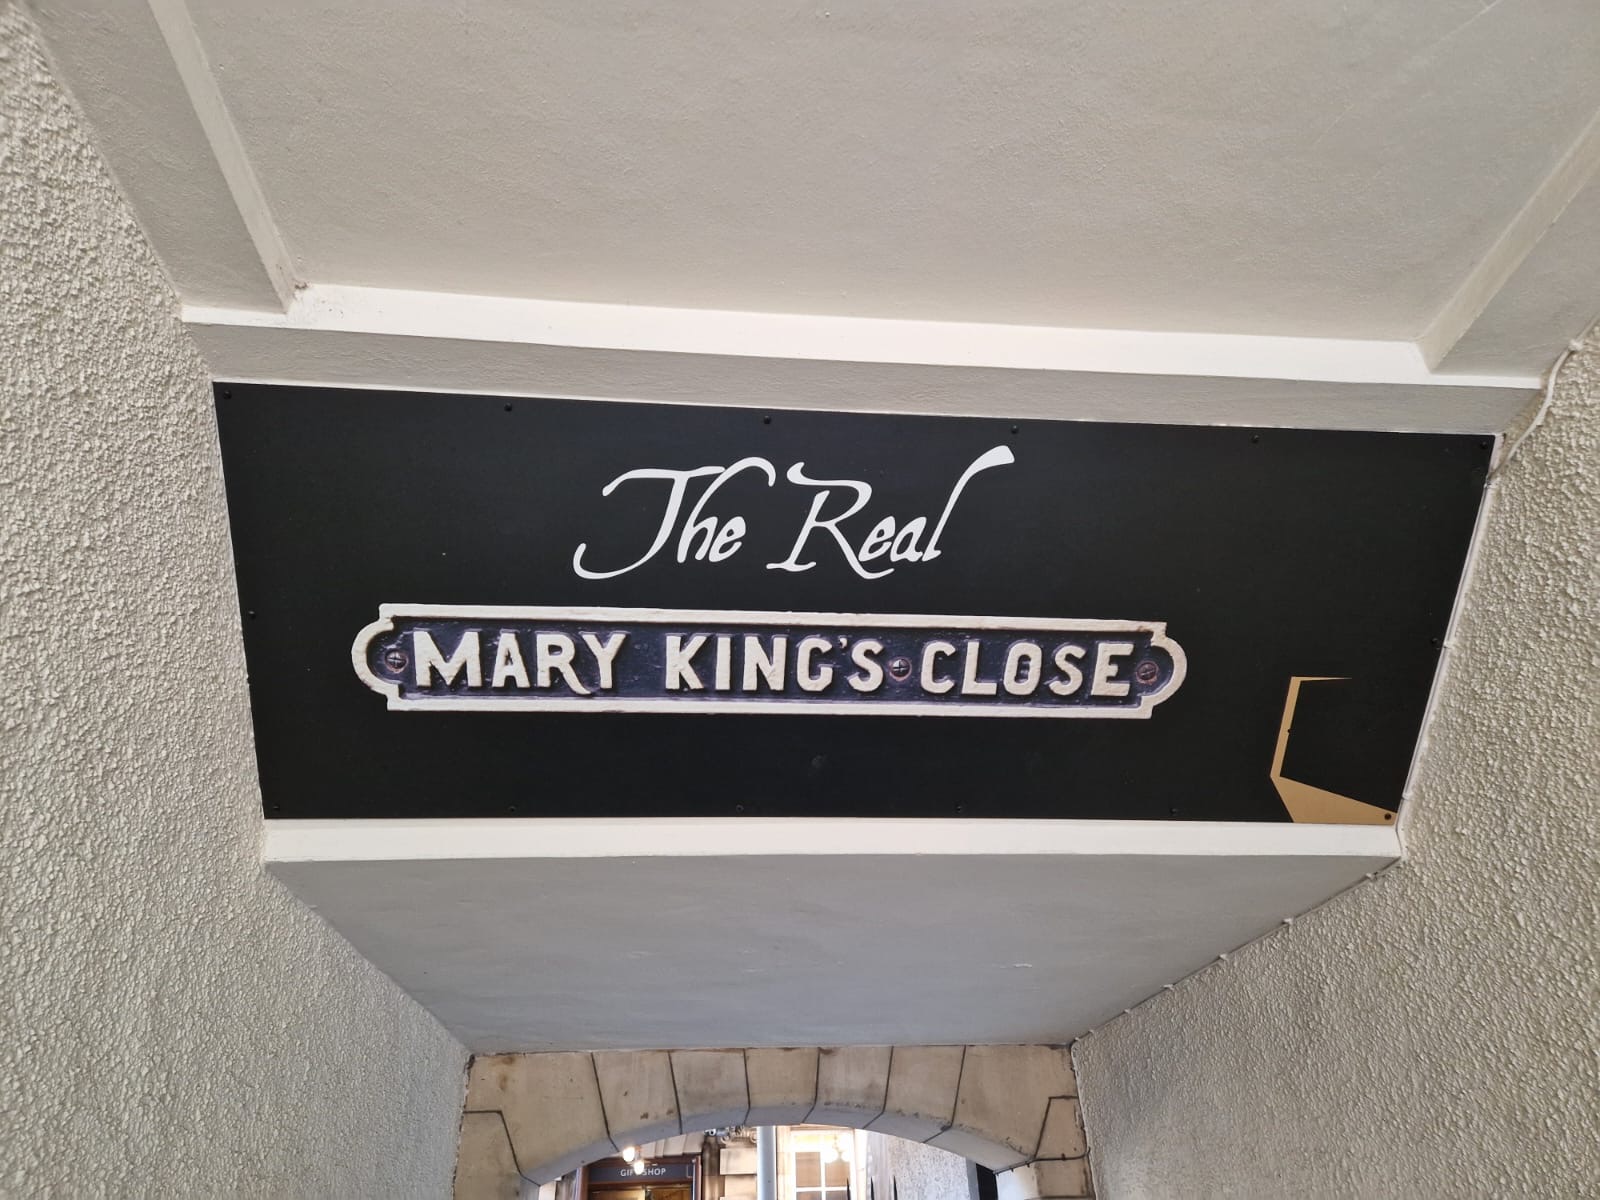 The Real
MARY KING'S CLOSE
GIFT SHOP